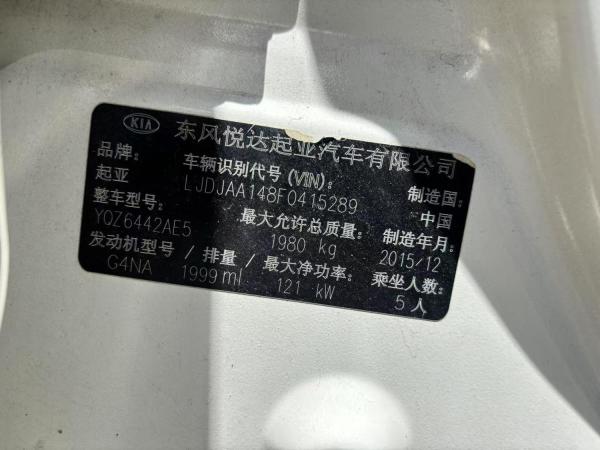 KIA 东风悦达起亚汽车有限公司
品牌: 车辆识别代号(VIN): 制造国:
起亚 LJDJAA148F0415289 中国
整车型号: 最大允许总质量: 制造年月:
YQZ6442AE5 1980 kg 2015/12
发动机型号/排量/最大净功率: 乘坐人数:
G4NA 1999ml 121 kW 5人